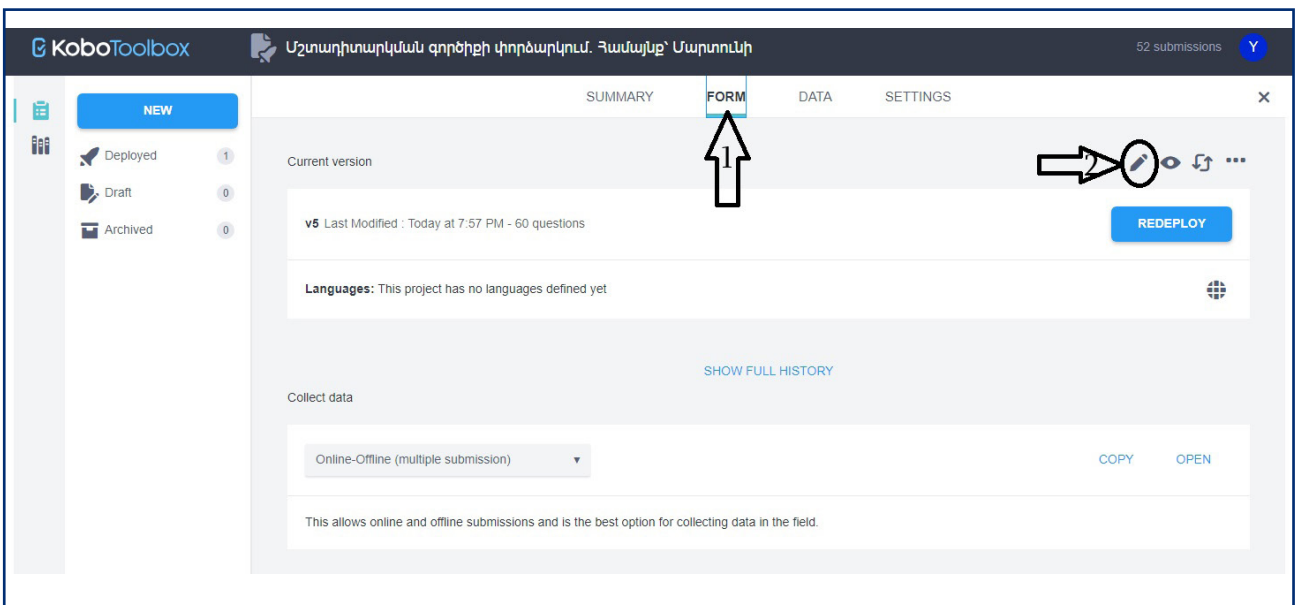 KoboToolbox
Մշտադիտարկման գործիքի փորձարկում. Համայնք՝ Մարտունի
52 submissions
Y
NEW
Deployed 1
Draft 0
Archived 0
SUMMARY FORM DATA SETTINGS
1
2
Current version
v5 Last Modified : Today at 7:57 PM - 60 questions
REDEPLOY
Languages: This project has no languages defined yet
SHOW FULL HISTORY
Collect data
Online-Offline (multiple submission)
COPY OPEN
This allows online and offline submissions and is the best option for collecting data in the field.